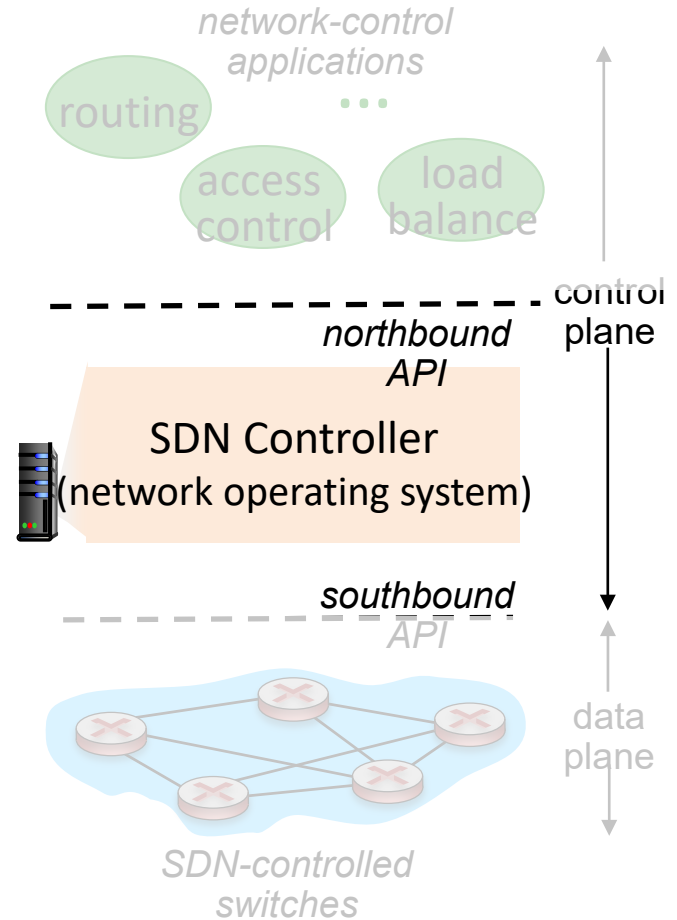 network-control
applications
routing
...
access
control
load
balance
control
plane
northbound
API
SDN Controller
(network operating system)
southbound
API
data
plane
SDN-controlled
switches